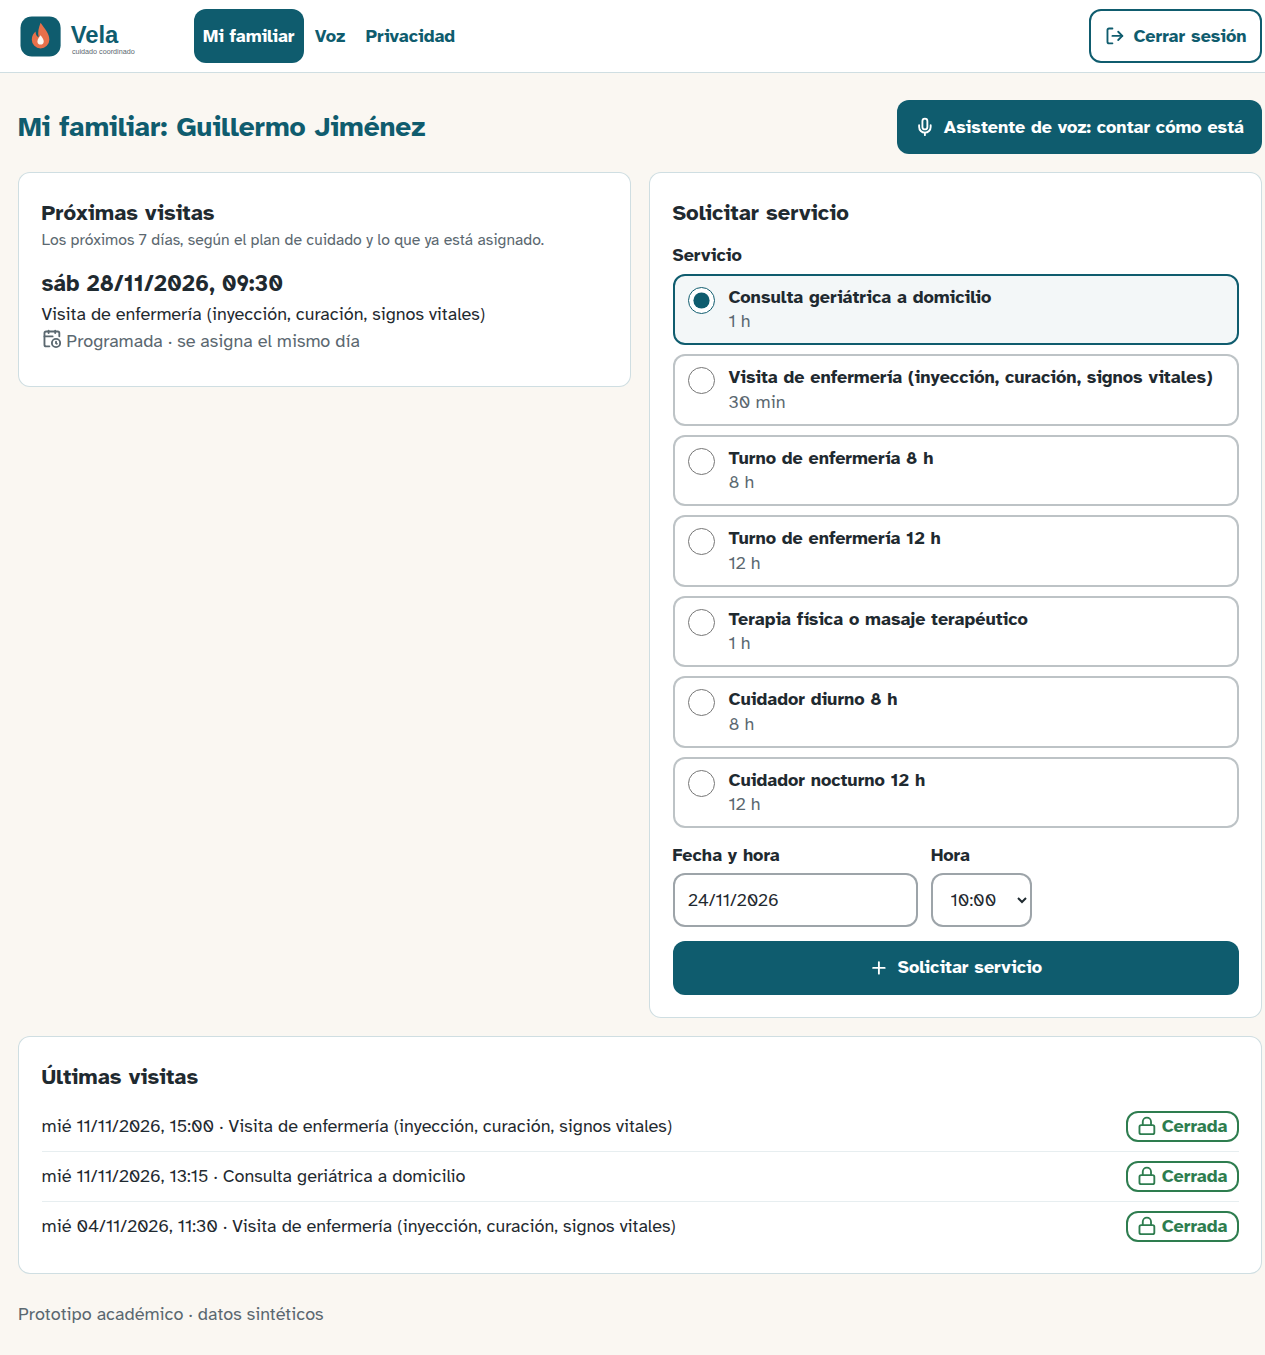 Vela
cuidado coordinado
Mi familiar
Voz
Privacidad
Cerrar sesión
Mi familiar: Guillermo Jiménez
Asistente de voz: contar cómo está
Próximas visitas
Los próximos 7 días, según el plan de cuidado y lo que ya está asignado.
sáb 28/11/2026, 09:30
Visita de enfermería (inyección, curación, signos vitales)
Programada · se asigna el mismo día
Solicitar servicio
Servicio
Consulta geriátrica a domicilio
1 h
Visita de enfermería (inyección, curación, signos vitales)
30 min
Turno de enfermería 8 h
8 h
Turno de enfermería 12 h
12 h
Terapia física o masaje terapéutico
1 h
Cuidador diurno 8 h
8 h
Cuidador nocturno 12 h
12 h
Fecha y hora
Hora
24/11/2026
10:00
Solicitar servicio
Últimas visitas
mié 11/11/2026, 15:00 · Visita de enfermería (inyección, curación, signos vitales)
Cerrada
mié 11/11/2026, 13:15 · Consulta geriátrica a domicilio
Cerrada
mié 04/11/2026, 11:30 · Visita de enfermería (inyección, curación, signos vitales)
Cerrada
Prototipo académico · datos sintéticos